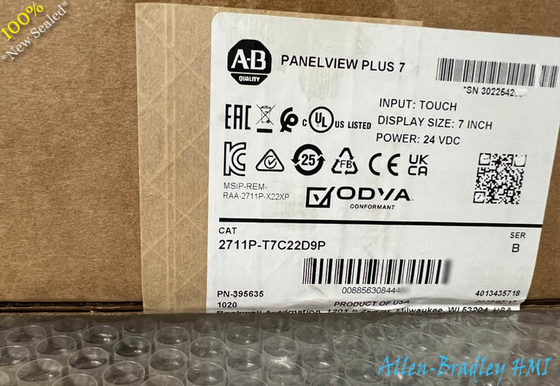 100%
*New Sealed*
A-B
QUALITY
PANELVIEW PLUS 7
INPUT: TOUCH
DISPLAY SIZE: 7 INCH
POWER: 24 VDC
EAC
c UL US LISTED
25
FB
CE
UK
CA
MSIP-REM-
RAA-2711P-X22XP
ODVA
CONFORMANT
CAT
2711P-T7C22D9P
SER
B
PN-395635
1020
PRODUCT OF USA
4013435718
Allen-Bradley HMI